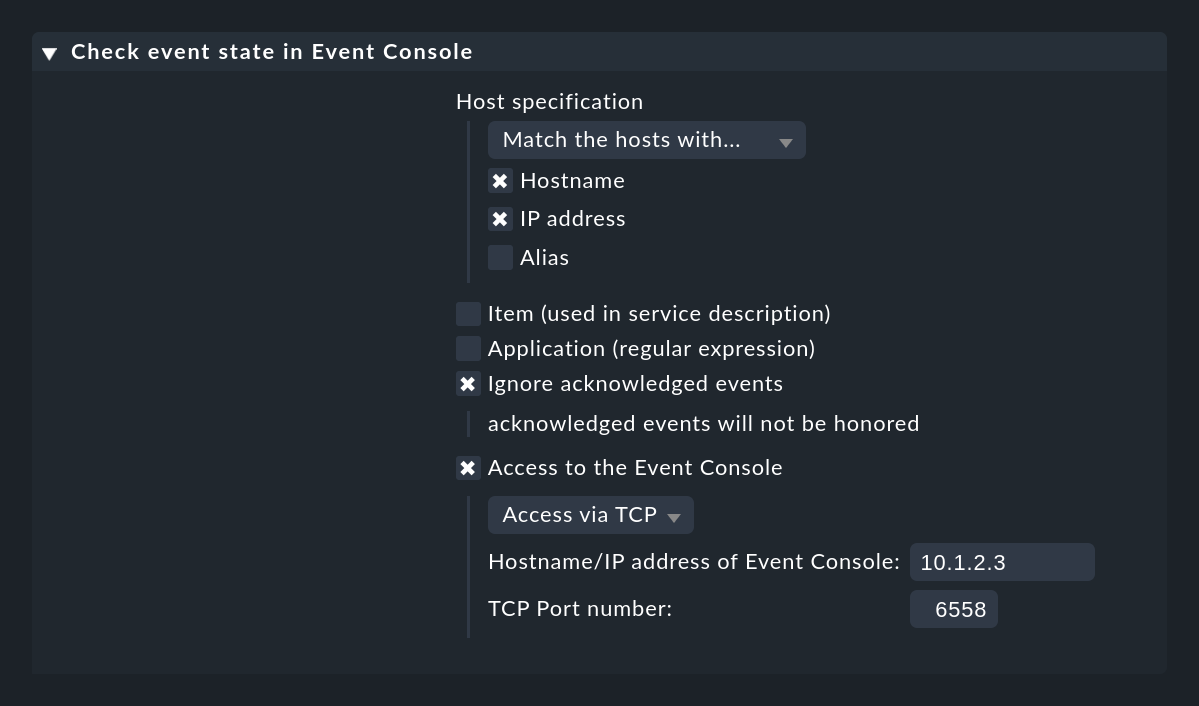 Check event state in Event Console
Host specification
Match the hosts with...
Hostname
IP address
Alias
Item (used in service description)
Application (regular expression)
Ignore acknowledged events
acknowledged events will not be honored
Access to the Event Console
Access via TCP
Hostname/IP address of Event Console: 10.1.2.3
TCP Port number: 6558